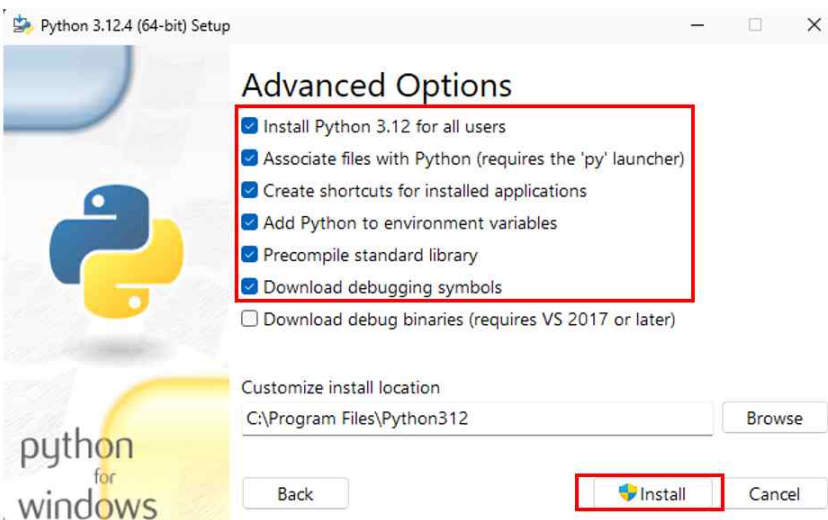 Python 3.12.4 (64-bit) Setup
Advanced Options
Install Python 3.12 for all users
Associate files with Python (requires the 'py' launcher)
Create shortcuts for installed applications
Add Python to environment variables
Precompile standard library
Download debugging symbols
Download debug binaries (requires VS 2017 or later)
Customize install location
C:\Program Files\Python312
Browse
python
for
windows
Back
Install
Cancel